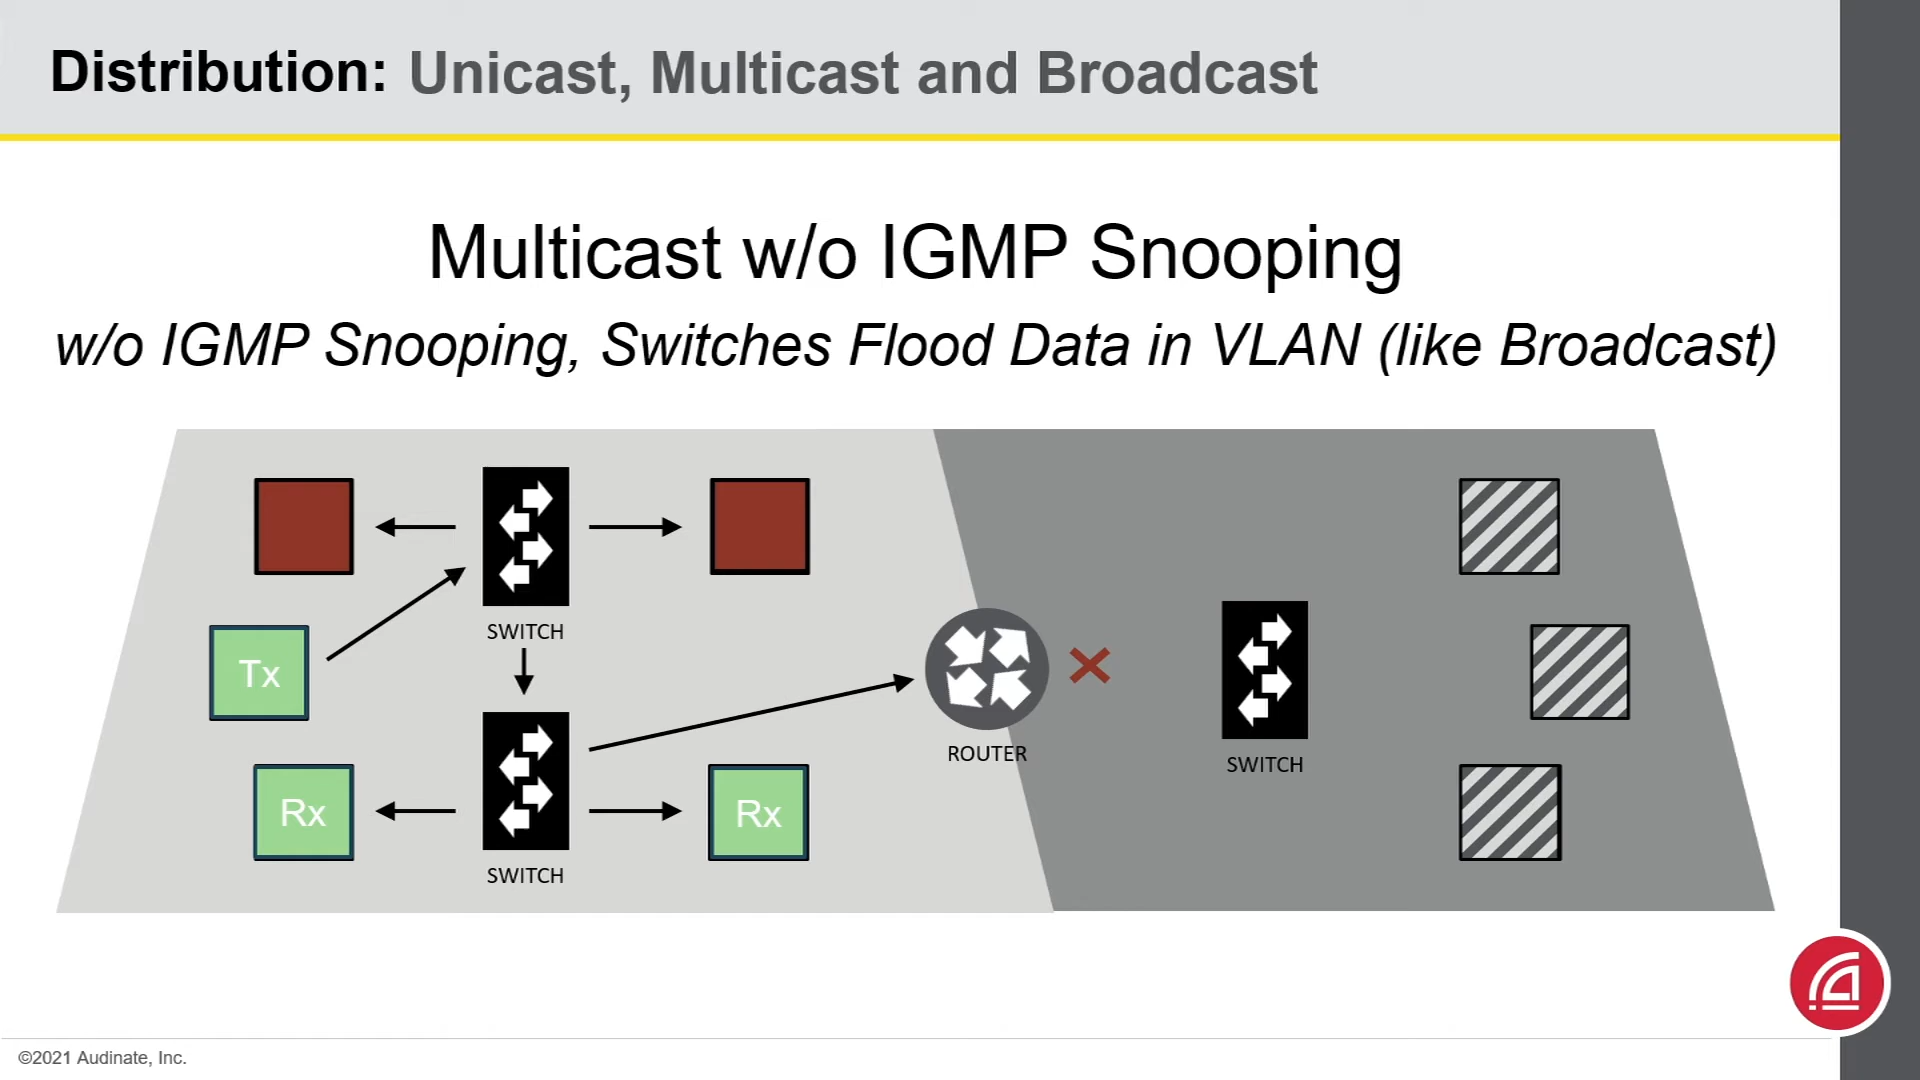 Distribution: Unicast, Multicast and Broadcast
Multicast w/o IGMP Snooping
w/o IGMP Snooping, Switches Flood Data in VLAN (like Broadcast)
SWITCH
Tx
ROUTER
SWITCH
Rx
Rx
SWITCH
©2021 Audinate, Inc.